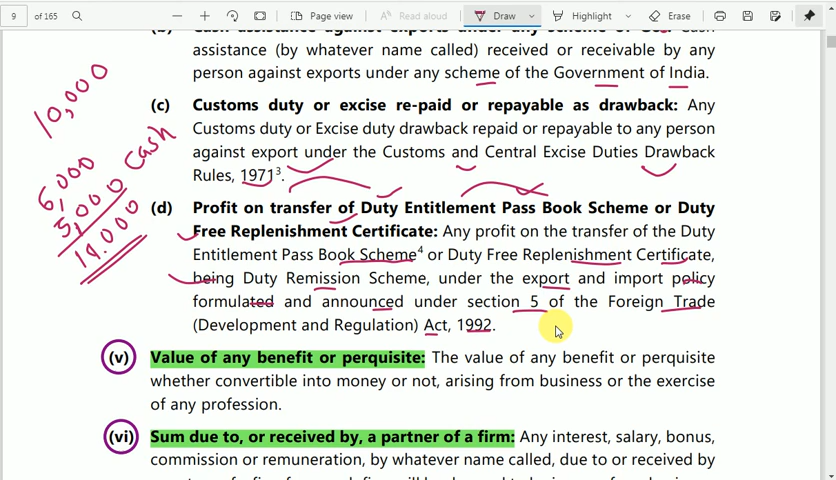 9 of 165 Page view Read aloud Draw Highlight Erase
assistance (by whatever name called) received or receivable by any
person against exports under any scheme of the Government of India.
(c) Customs duty or excise re-paid or repayable as drawback: Any
Customs duty or Excise duty drawback repaid or repayable to any person
against export under the Customs and Central Excise Duties Drawback
Rules, 1971³.
(d) Profit on transfer of Duty Entitlement Pass Book Scheme or Duty
Free Replenishment Certificate: Any profit on the transfer of the Duty
Entitlement Pass Book Scheme⁴ or Duty Free Replenishment Certificate,
being Duty Remission Scheme, under the export and import policy
formulated and announced under section 5 of the Foreign Trade
(Development and Regulation) Act, 1992.
10,000
6,000
cash
14.000
(v) Value of any benefit or perquisite: The value of any benefit or perquisite
whether convertible into money or not, arising from business or the exercise
of any profession.
(vi) Sum due to, or received by, a partner of a firm: Any interest, salary, bonus,
commission or remuneration, by whatever name called, due to or received by